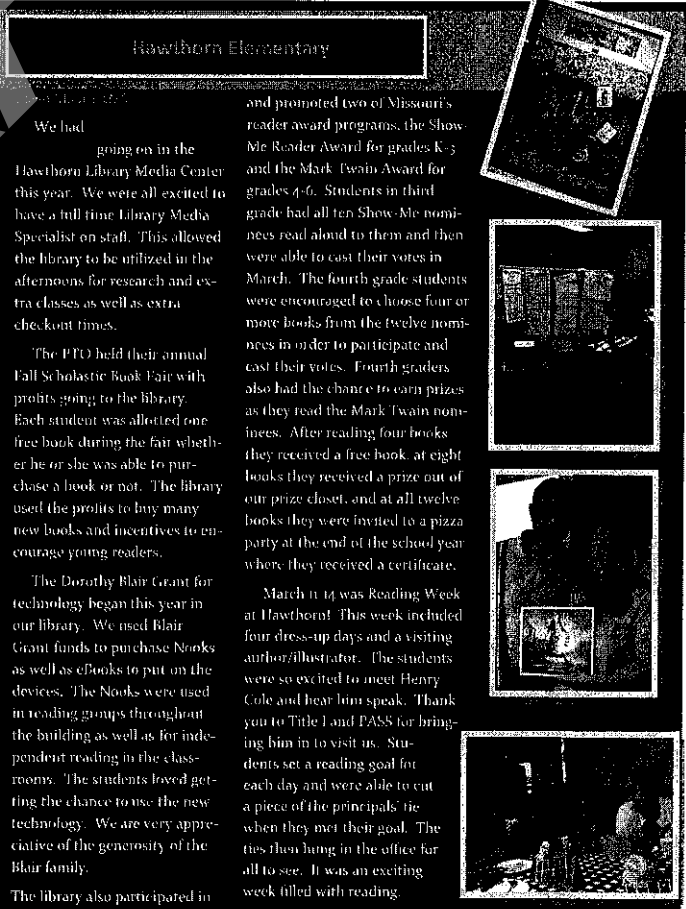 Hawthorn Elementary
We had
going on in the
Hawthorn Library Media Center
this year. We were all excited to
have a full time Library Media
Specialist on staff. This allowed
the library to be utilized in the
afternoons for research and ex-
tra classes as well as extra
checkout times.
The PTO held their annual
Fall Scholastic Book Fair with
profits going to the library.
Each student was allotted one
free book during the fair wheth-
er he or she was able to pur-
chase a book or not. The library
used the profits to buy many
new books and incentives to en-
courage young readers.
The Dorothy Blair Grant for
technology began this year in
our library. We used Blair
Grant funds to purchase Nooks
as well as eBooks to put on the
devices. The Nooks were used
in reading groups throughout
the building as well as for inde-
pendent reading in the class-
rooms. The students loved get-
ting the chance to use the new
technology. We are very appre-
ciative of the generosity of the
Blair family.
The library also participated in
and promoted two of Missouri's
reader award programs, the Show-
Me Reader Award for grades K-3
and the Mark Twain Award for
grades 4-6. Students in third
grade had all ten Show-Me nomi-
nees read aloud to them and then
were able to cast their votes in
March. The fourth grade students
were encouraged to choose four or
more books from the twelve nomi-
nees in order to participate and
cast their votes. Fourth graders
also had the chance to earn prizes
as they read the Mark Twain nom-
inees. After reading four books
they received a free book, at eight
books they received a prize out of
our prize closet, and at all twelve
books they were invited to a pizza
party at the end of the school year
where they received a certificate.
March 11-14 was Reading Week
at Hawthorn! This week included
four dress-up days and a visiting
author/illustrator. The students
were so excited to meet Henry
Cole and hear him speak. Thank
you to Title I and PASS for bring-
ing him in to visit us. Stu-
dents set a reading goal for
each day and were able to cut
a piece of the principals' tie
when they met their goal. The
ties then hung in the office for
all to see. It was an exciting
week filled with reading.